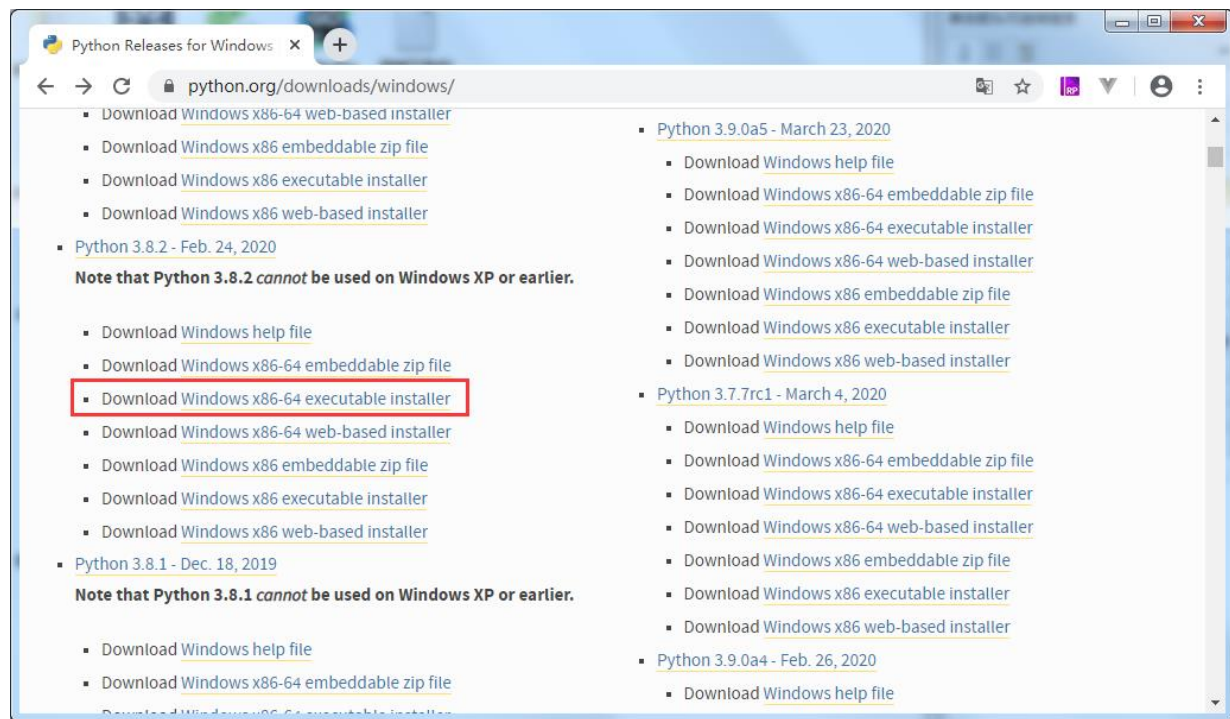 Python Releases for Windows
python.org/downloads/windows/
Download Windows x86-64 web-based installer
Download Windows x86 embeddable zip file
Download Windows x86 executable installer
Download Windows x86 web-based installer
Python 3.8.2 - Feb. 24, 2020
Note that Python 3.8.2 cannot be used on Windows XP or earlier.
Download Windows help file
Download Windows x86-64 embeddable zip file
Download Windows x86-64 executable installer
Download Windows x86-64 web-based installer
Download Windows x86 embeddable zip file
Download Windows x86 executable installer
Download Windows x86 web-based installer
Python 3.8.1 - Dec. 18, 2019
Note that Python 3.8.1 cannot be used on Windows XP or earlier.
Download Windows help file
Download Windows x86-64 embeddable zip file
Download Windows x86-64 executable installer
Python 3.9.0a5 - March 23, 2020
Download Windows help file
Download Windows x86-64 embeddable zip file
Download Windows x86-64 executable installer
Download Windows x86-64 web-based installer
Download Windows x86 embeddable zip file
Download Windows x86 executable installer
Download Windows x86 web-based installer
Python 3.7.7rc1 - March 4, 2020
Download Windows help file
Download Windows x86-64 embeddable zip file
Download Windows x86-64 executable installer
Download Windows x86-64 web-based installer
Download Windows x86 embeddable zip file
Download Windows x86 executable installer
Download Windows x86 web-based installer
Python 3.9.0a4 - Feb. 26, 2020
Download Windows help file
RP